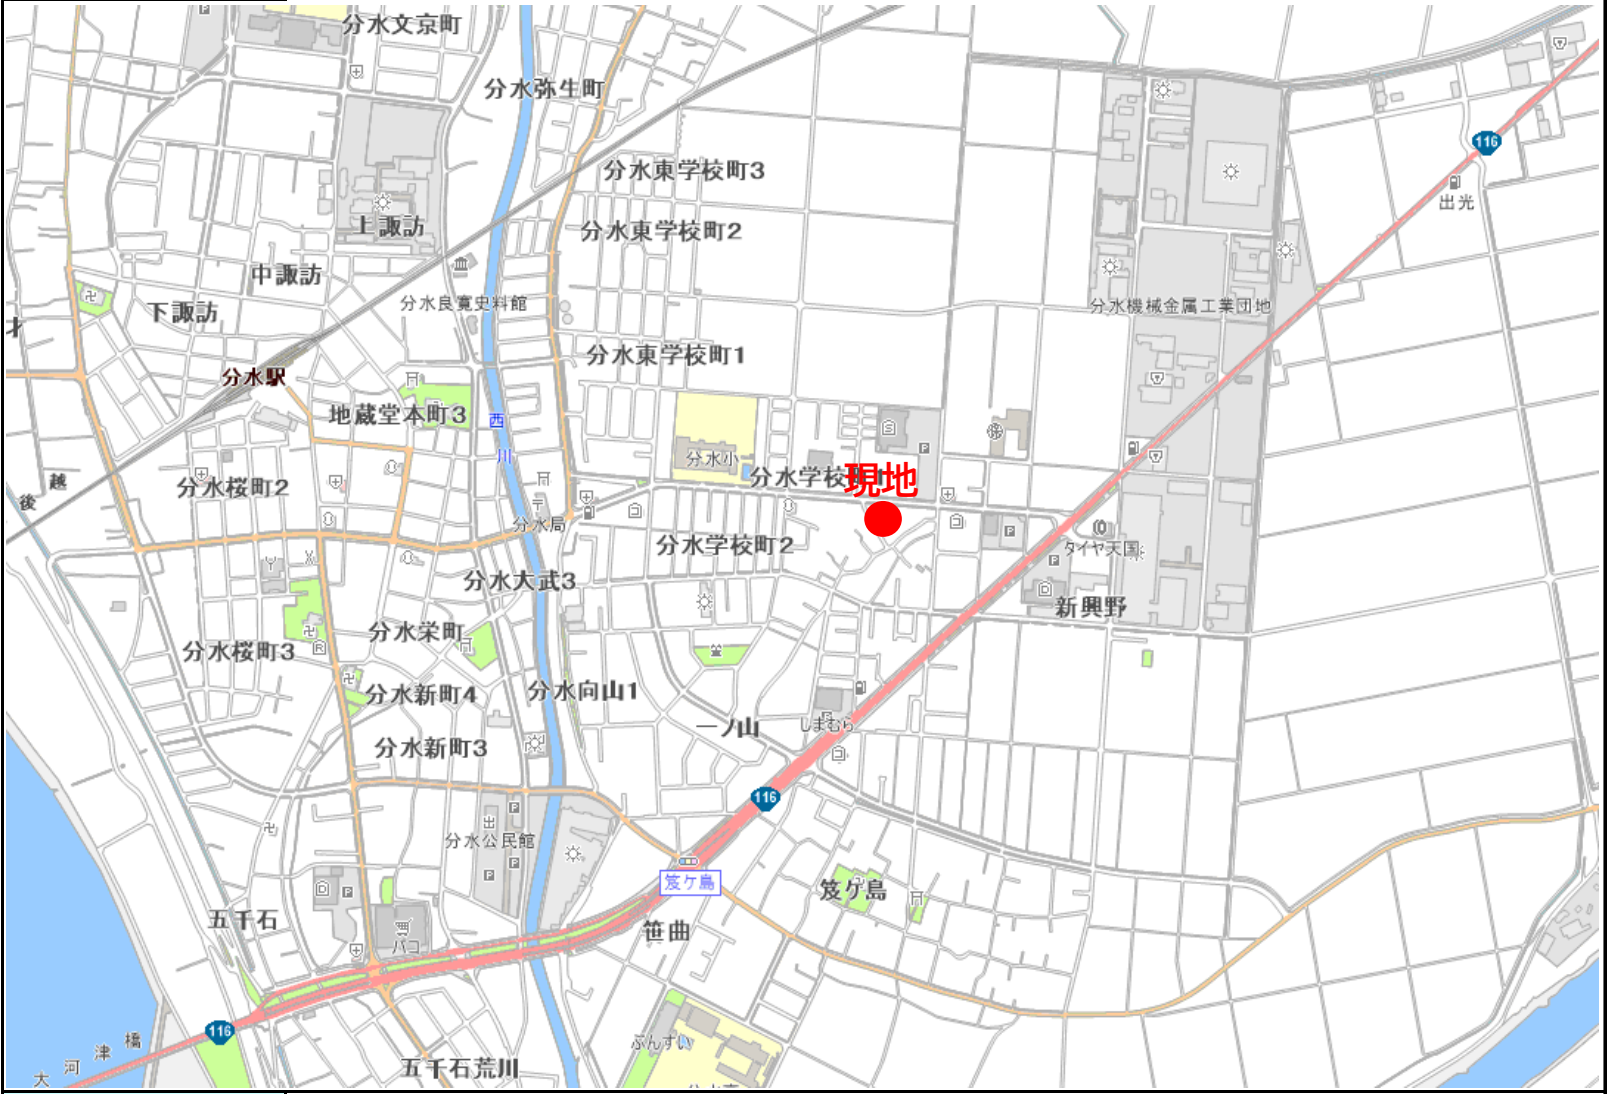 分水文京町
分水弥生町
116
分水東学校町3
出光
分水東学校町2
上諏訪
中諏訪
分水良寛史料館
下諏訪
分水機械金属工業団地
才
分水東学校町1
分水駅
地蔵堂本町3
西
川
分水小
分水学校町1
現地
越
後
分水桜町2
分水局
分水学校町2
タイヤ天国
分水大武3
新興野
分水栄町
分水桜町3
分水向山1
分水新町4
一ノ山
しまむら
分水新町3
116
分水公民館
笈ケ島
笈ケ島
五千石
笹曲
パコ
116
ぶんすい
大河津橋
五千石荒川